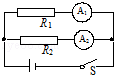 R₁ A₁
R₂ A₂
S